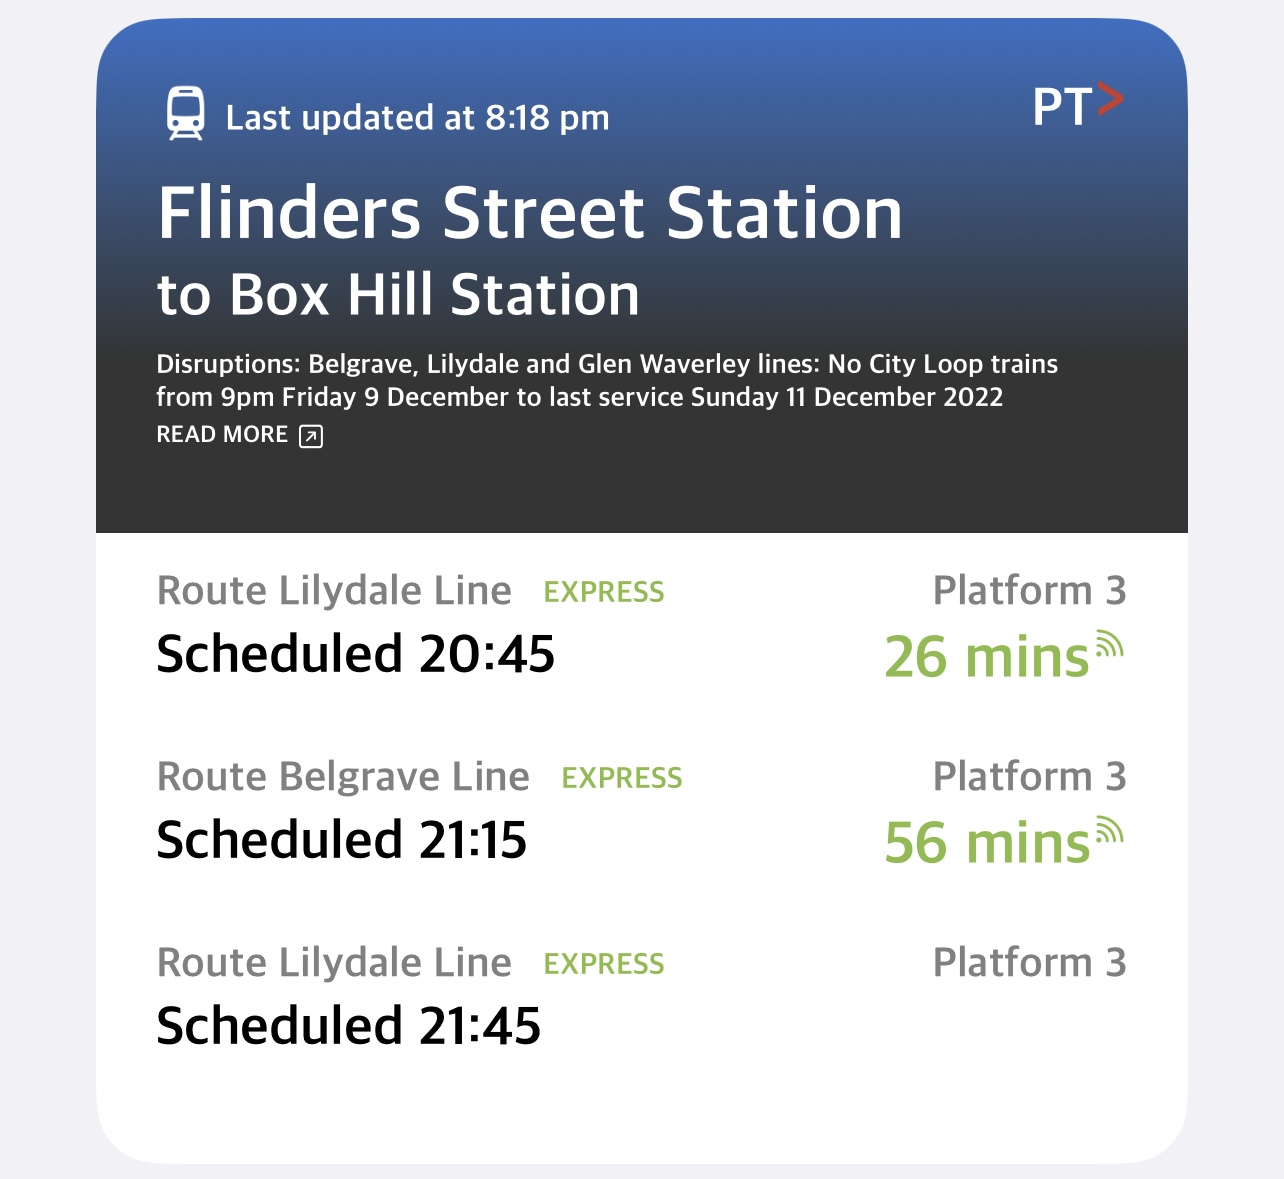 Last updated at 8:18 pm
PT>
Flinders Street Station
to Box Hill Station
Disruptions: Belgrave, Lilydale and Glen Waverley lines: No City Loop trains
from 9pm Friday 9 December to last service Sunday 11 December 2022
READ MORE
Route Lilydale Line EXPRESS Platform 3
Scheduled 20:45 26 mins
Route Belgrave Line EXPRESS Platform 3
Scheduled 21:15 56 mins
Route Lilydale Line EXPRESS Platform 3
Scheduled 21:45